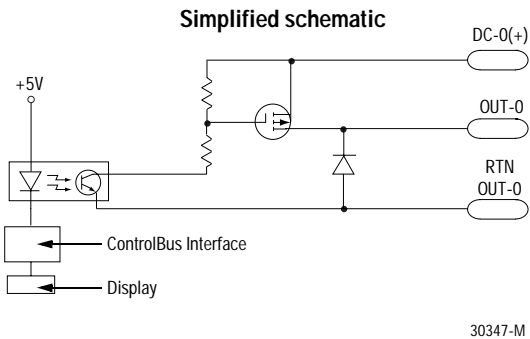 Simplified schematic
DC-0(+)
+5V
OUT-0
RTN
OUT-0
ControlBus Interface
Display
30347-M